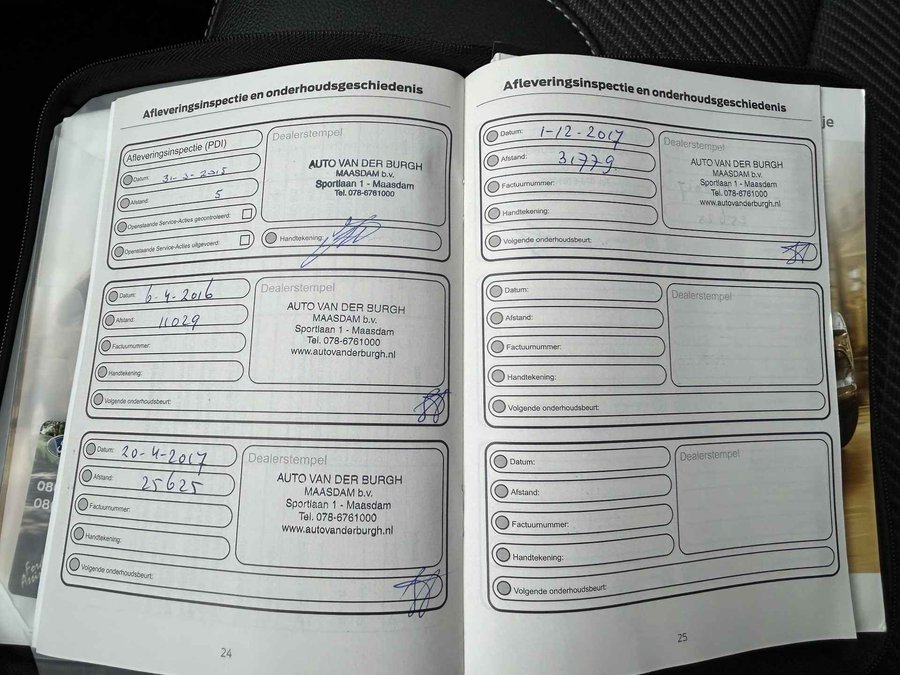 Afleveringsinspectie en onderhoudsgeschiedenis
Afleveringsinspectie (PDI)
Datum: 31-3-2015
Afstand: 5
Openstaande Service-Acties gecontroleerd:
Openstaande Service-Acties uitgevoerd:
Dealerstempel
AUTO VAN DER BURGH
MAASDAM b.v.
Sportlaan 1 - Maasdam
Tel. 078-6761000
Handtekening:
Datum: 6-4-2016
Afstand: 11029
Factuurnummer:
Handtekening:
Volgende onderhoudsbeurt:
Dealerstempel
AUTO VAN DER BURGH
MAASDAM b.v.
Sportlaan 1 - Maasdam
Tel. 078-6761000
www.autovanderburgh.nl
Datum: 20-4-2017
Afstand: 25625
Factuurnummer:
Handtekening:
Volgende onderhoudsbeurt:
Dealerstempel
AUTO VAN DER BURGH
MAASDAM b.v.
Sportlaan 1 - Maasdam
Tel. 078-6761000
www.autovanderburgh.nl
24
Afleveringsinspectie en onderhoudsgeschiedenis
Datum: 1-12-2017
Afstand: 31779
Factuurnummer:
Handtekening:
Volgende onderhoudsbeurt:
Dealerstempel
AUTO VAN DER BURGH
MAASDAM b.v.
Sportlaan 1 - Maasdam
Tel. 078-6761000
www.autovanderburgh.nl
Datum:
Afstand:
Factuurnummer:
Handtekening:
Volgende onderhoudsbeurt:
Dealerstempel
Datum:
Afstand:
Factuurnummer:
Handtekening:
Volgende onderhoudsbeurt:
Dealerstempel
25
je